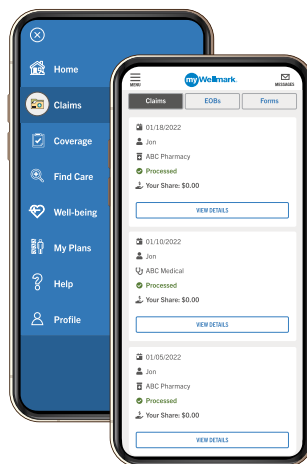 Home
Claims
Coverage
Find Care
Well-being
My Plans
Help
Profile
MENU
myWellmark
MESSAGES
Claims
EOBs
Forms
01/18/2022
Jon
ABC Pharmacy
Processed
Your Share: $0.00
VIEW DETAILS
01/10/2022
Jon
ABC Medical
Processed
Your Share: $0.00
VIEW DETAILS
01/05/2022
Jon
ABC Pharmacy
Processed
Your Share: $0.00
VIEW DETAILS